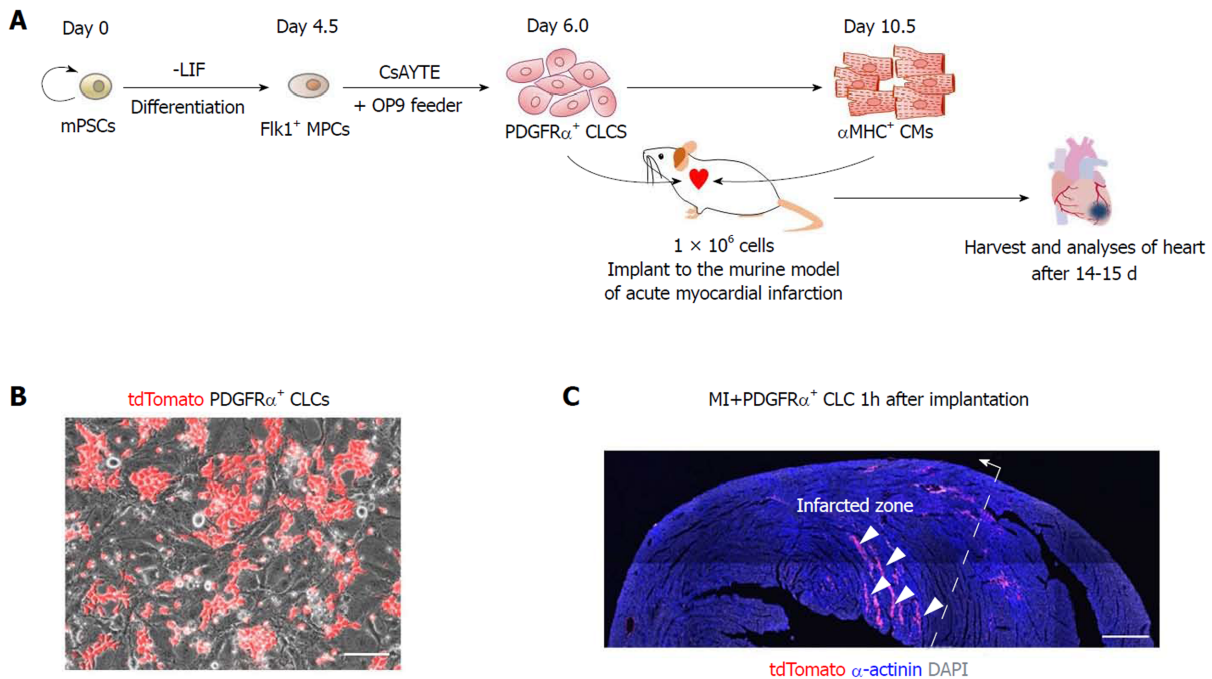 A
Day 0
Day 4.5
Day 6.0
Day 10.5
-LIF
Differentiation
CsAYTE
+ OP9 feeder
mPSCs
Flk1⁺ MPCs
PDGFRα⁺ CLCS
αMHC⁺ CMs
1 × 10⁶ cells
Implant to the murine model
of acute myocardial infarction
Harvest and analyses of heart
after 14-15 d
B
tdTomato PDGFRα⁺ CLCs
C
MI+PDGFRα⁺ CLC 1h after implantation
Infarcted zone
tdTomato α-actinin DAPI